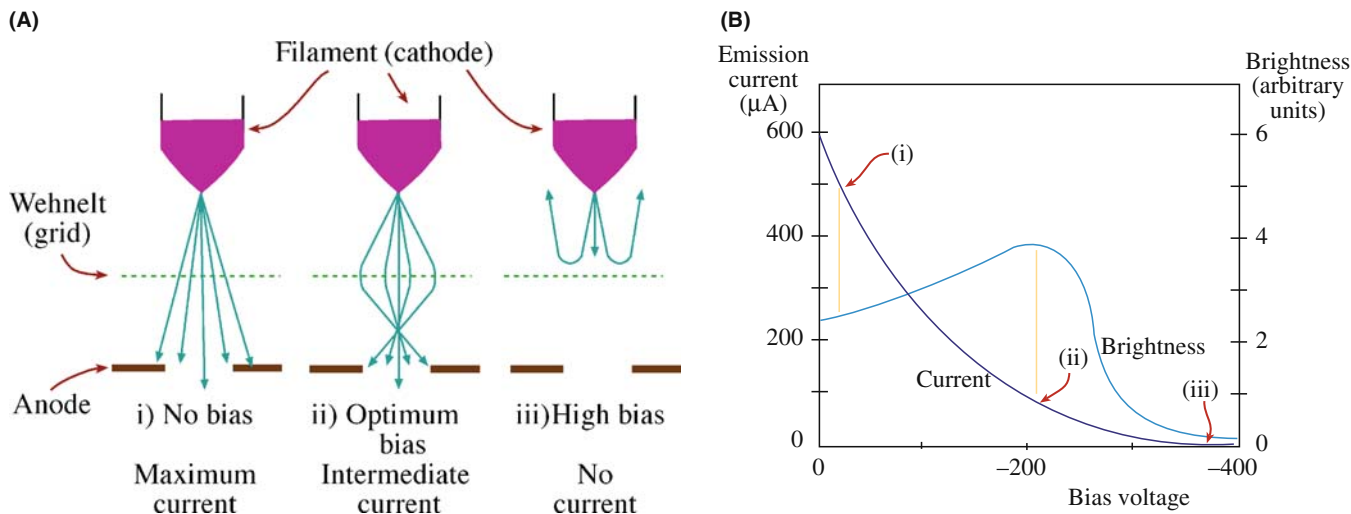 (A)
Filament (cathode)
Wehnelt
(grid)
Anode
i) No bias
Maximum
current
ii) Optimum
bias
Intermediate
current
iii)High bias
No
current
(B)
Emission
current
(μA)
600
400
200
0
Brightness
(arbitrary
units)
6
4
2
0
(i)
(ii)
(iii)
Current
Brightness
0
–200
–400
Bias voltage